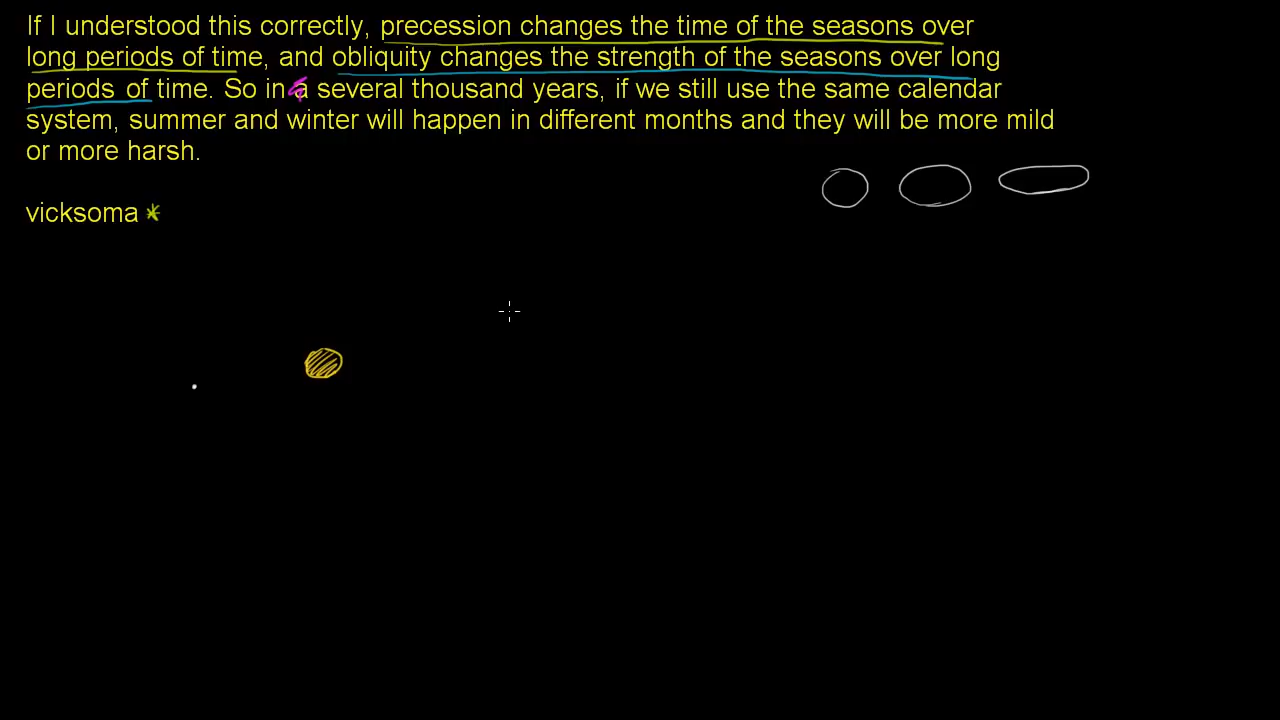 If I understood this correctly, precession changes the time of the seasons over
long periods of time, and obliquity changes the strength of the seasons over long
periods of time. So in a several thousand years, if we still use the same calendar
system, summer and winter will happen in different months and they will be more mild
or more harsh.
vicksoma